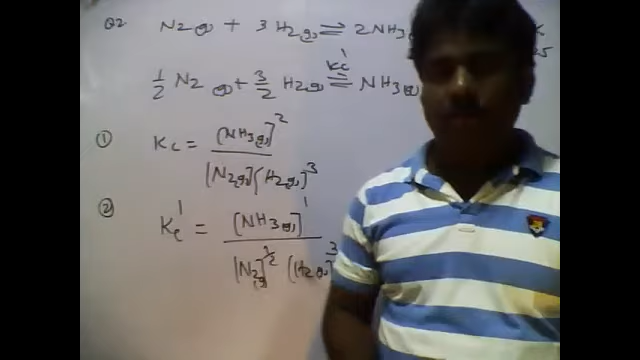 Q2 N2(g) + 3 H2(g) ⇌ 2NH3
Kc'
1/2 N2 (g) + 3/2 H2(g) ⇌ NH3(g)
① Kc = [NH3(g)]^2 / [N2(g)] [H2(g)]^3
② Kc' = [NH3(g)]^1 / [N2(g)]^1/2 [H2(g)]^3